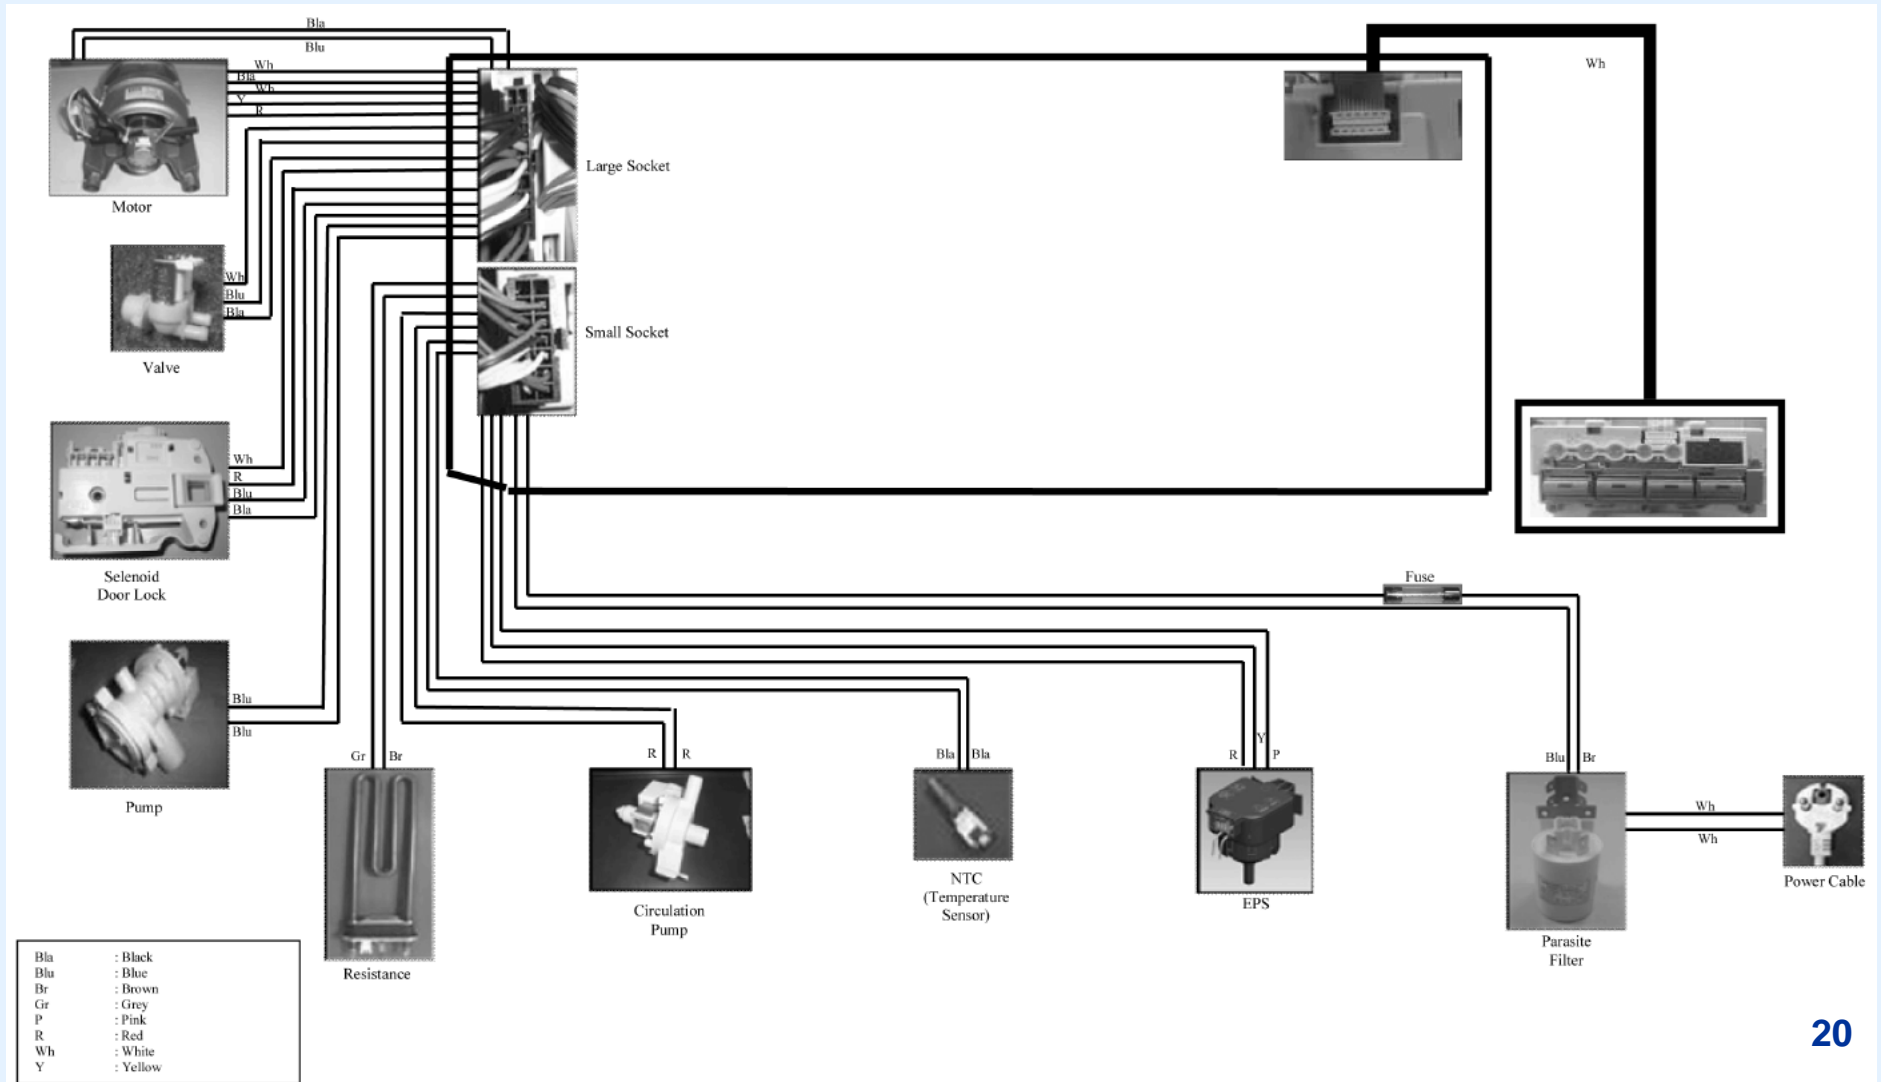 Bla
Blu
Wh
Bla
Wh
Y
R
Motor
Large Socket
Wh
Wh
Blu
Bla
Valve
Small Socket
Wh
R
Blu
Bla
Selenoid
Door Lock
Fuse
Blu
Blu
Pump
Gr Br
Resistance
R R
Circulation
Pump
Bla Bla
NTC
(Temperature
Sensor)
R Y P
EPS
Blu Br
Parasite
Filter
Wh
Wh
Power Cable
Bla : Black
Blu : Blue
Br : Brown
Gr : Grey
P : Pink
R : Red
Wh : White
Y : Yellow
20